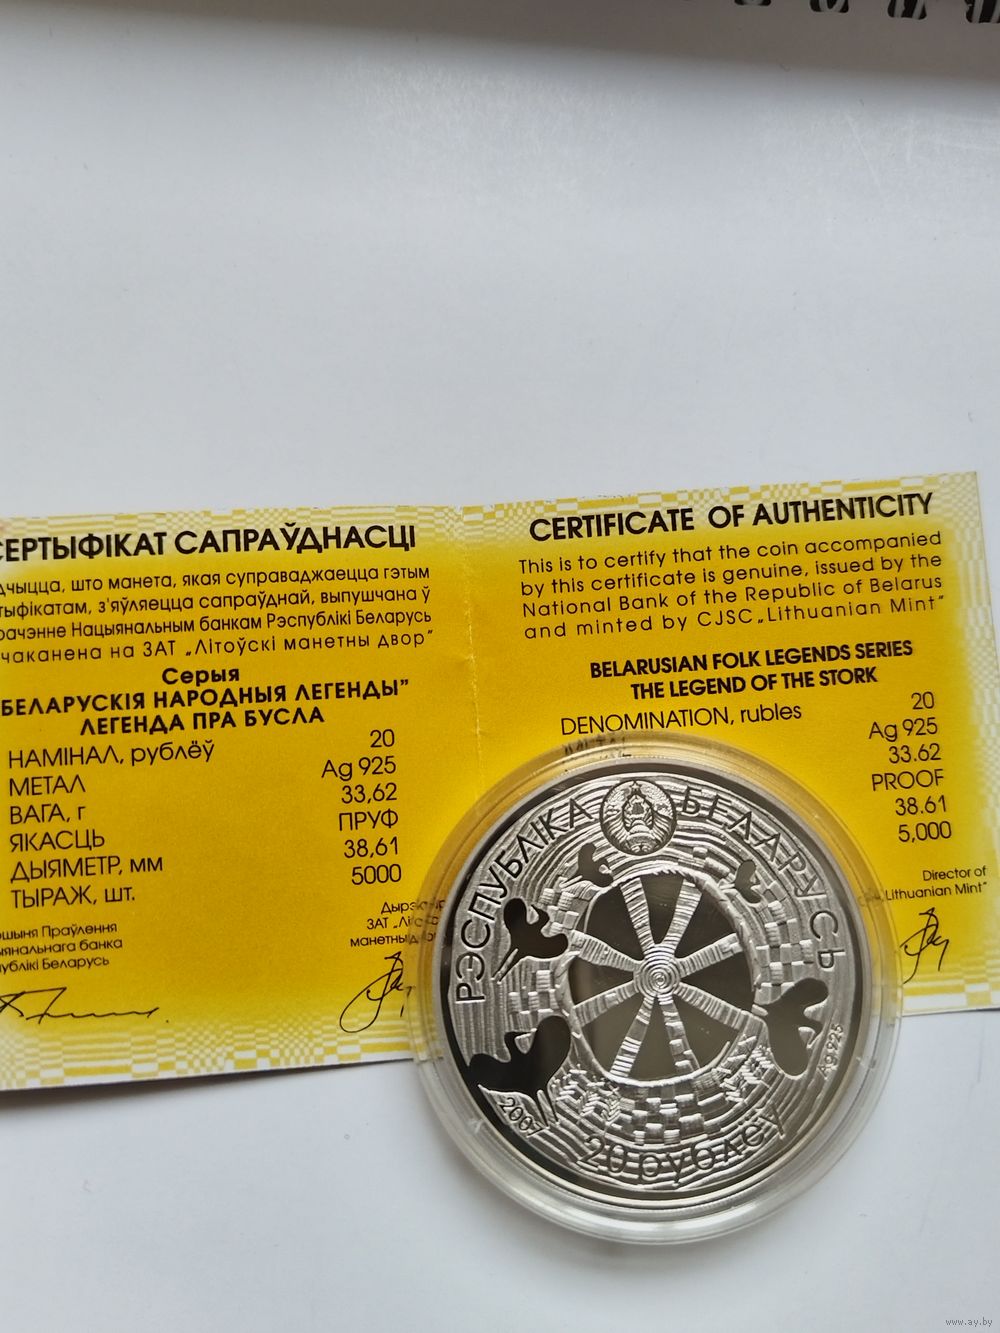 СЕРТЫФІКАТ САПРАЎДНАСЦІ
што манета, якая суправаджаецца гэтым
з'яўляецца сапраўднай, выпушчана ў
Нацыянальным банкам Рэспублікі Беларусь
чаканена на ЗАТ „Літоўскі манетны двор"
Серыя
БЕЛАРУСКІЯ НАРОДНЫЯ ЛЕГЕНДЫ”
ЛЕГЕНДА ПРА БУСЛА
НАМІНАЛ, рублёў 20
МЕТАЛ Ag 925
ВАГА, г 33,62
ЯКАСЦЬ ПРУФ
ДЫЯМЕТР, мм 38,61
ТЫРАЖ, шт. 5000
Праўлення
банка
Беларусь
ЗАТ
CERTIFICATE OF AUTHENTICITY
This is to certify that the coin accompanied
by this certificate is genuine, issued by the
National Bank of the Republic of Belarus
and minted by CJSC „Lithuanian Mint"
BELARUSIAN FOLK LEGENDS SERIES
THE LEGEND OF THE STORK
DENOMINATION, rubles 20
Ag 925
33.62
PROOF
38.61
5,000
Director of
„Lithuanian Mint"
РЭСПУБЛІКА БЕЛАРУСЬ
Ag 925
2007
20 рублёў
www.ay.by